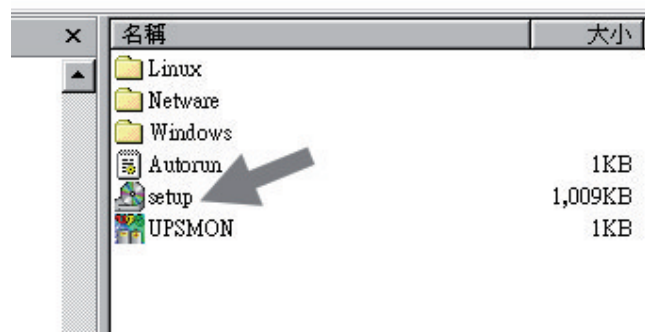 名稱 大小
Linux
Netware
Windows
Autorun 1KB
setup 1,009KB
UPSMON 1KB